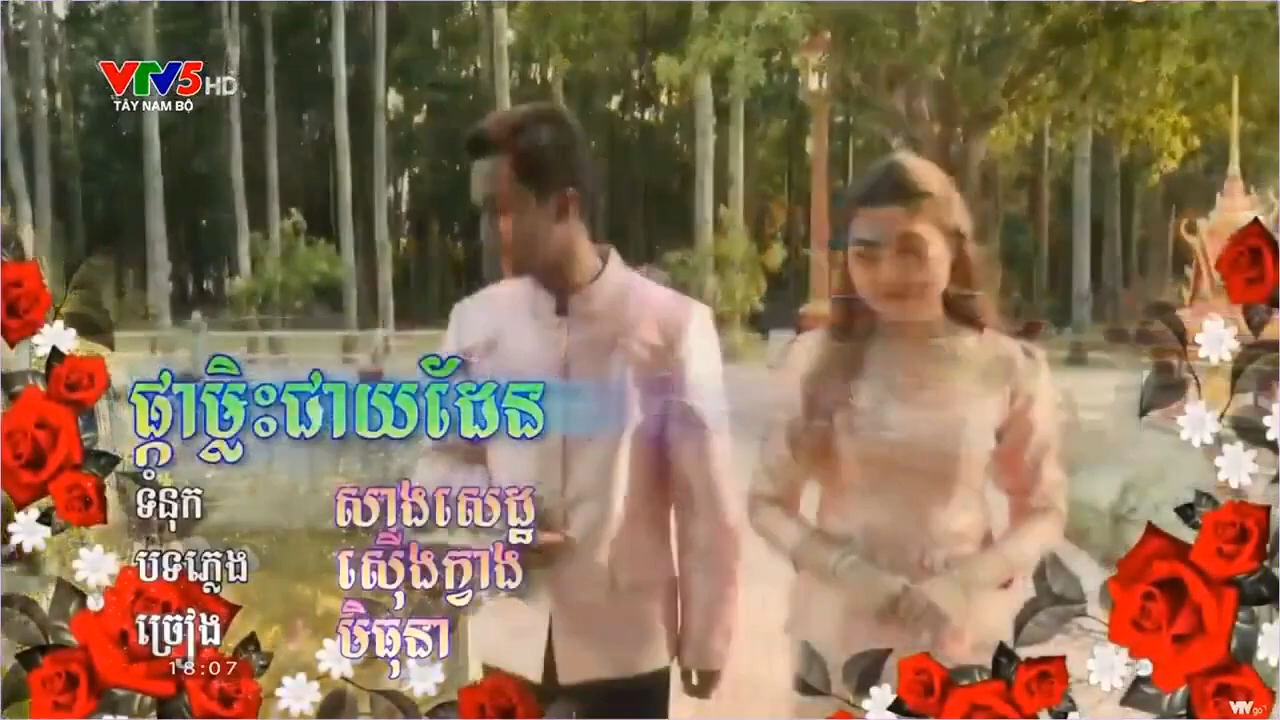 VTV5 HD
TÂY NAM BỘ
ផ្កាម្លិះជាយដែន
ទំនុក សាងសេដ្ឋ
បទភ្លេង ស៊ើងក្វាង
ច្រៀង មិធុនា
18:07
VTV go